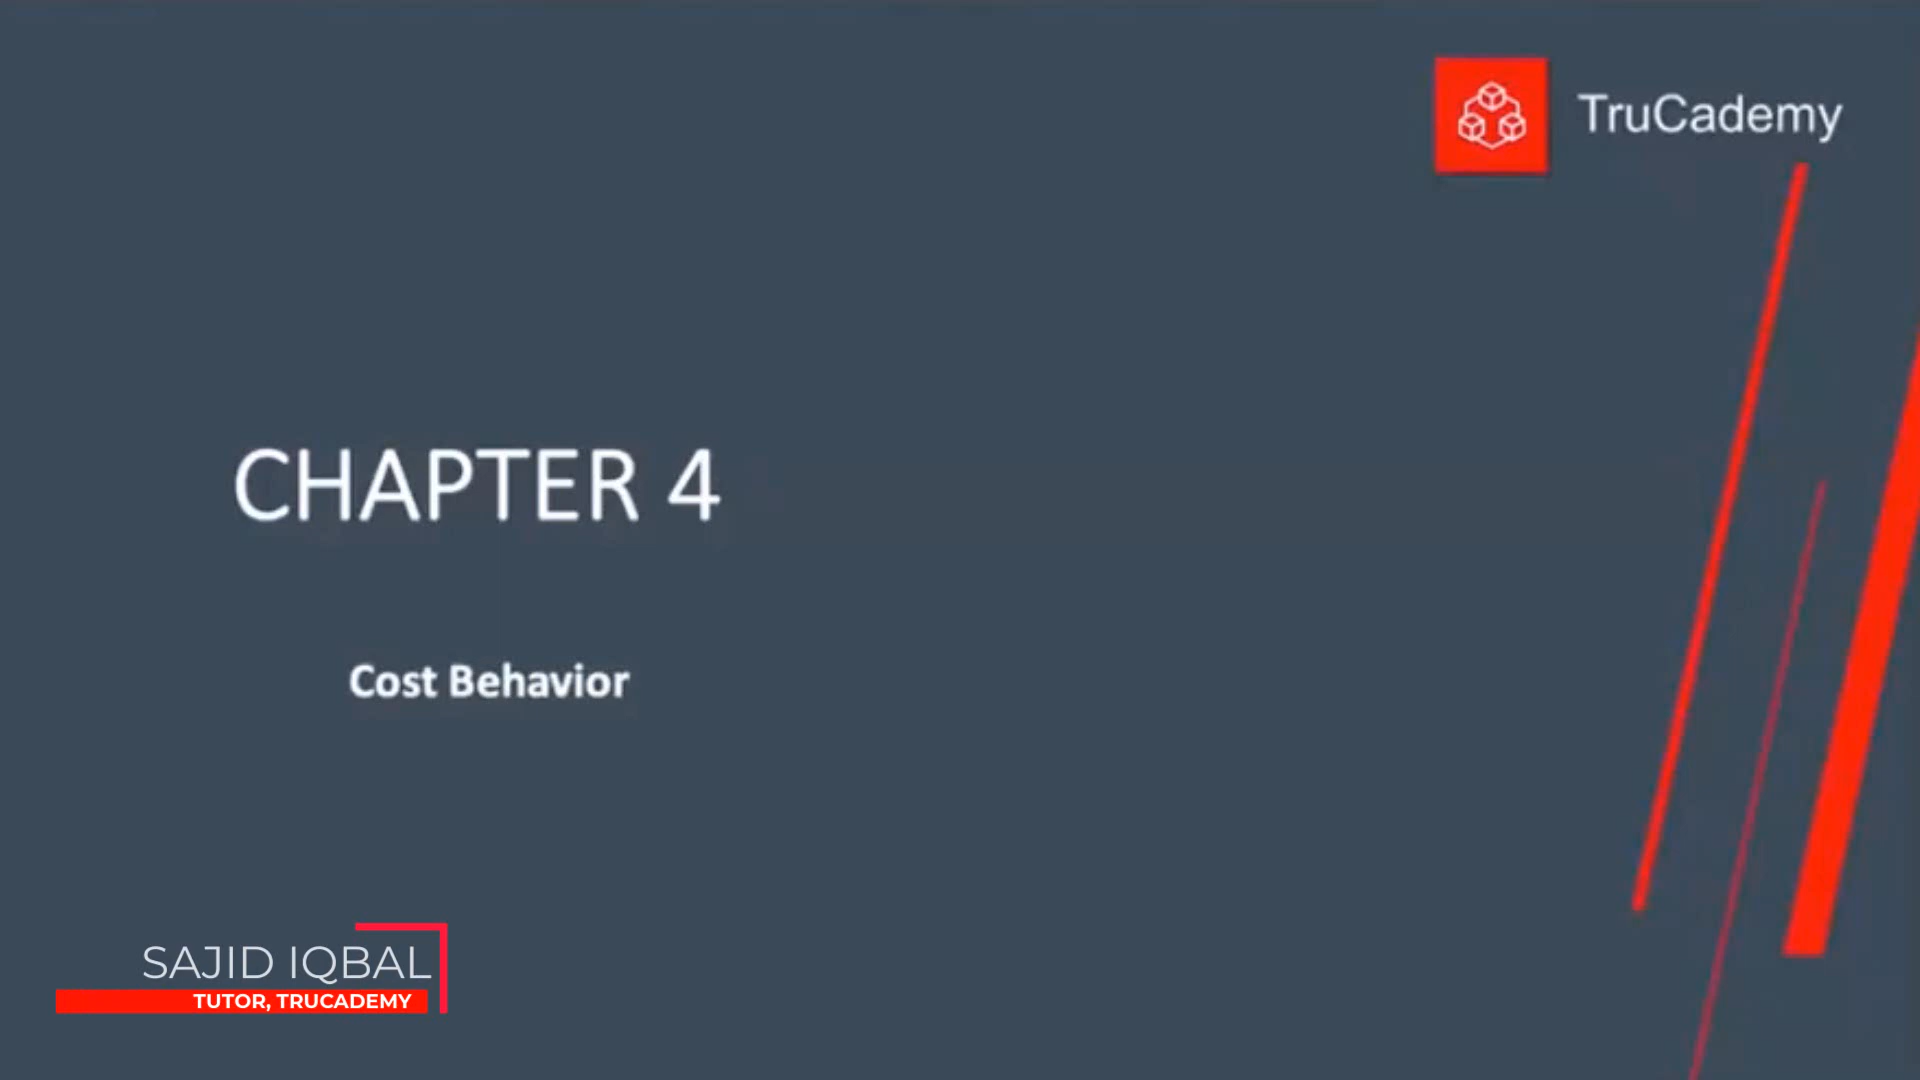 TruCademy
CHAPTER 4
Cost Behavior
SAJID IQBAL
TUTOR, TRUCADEMY